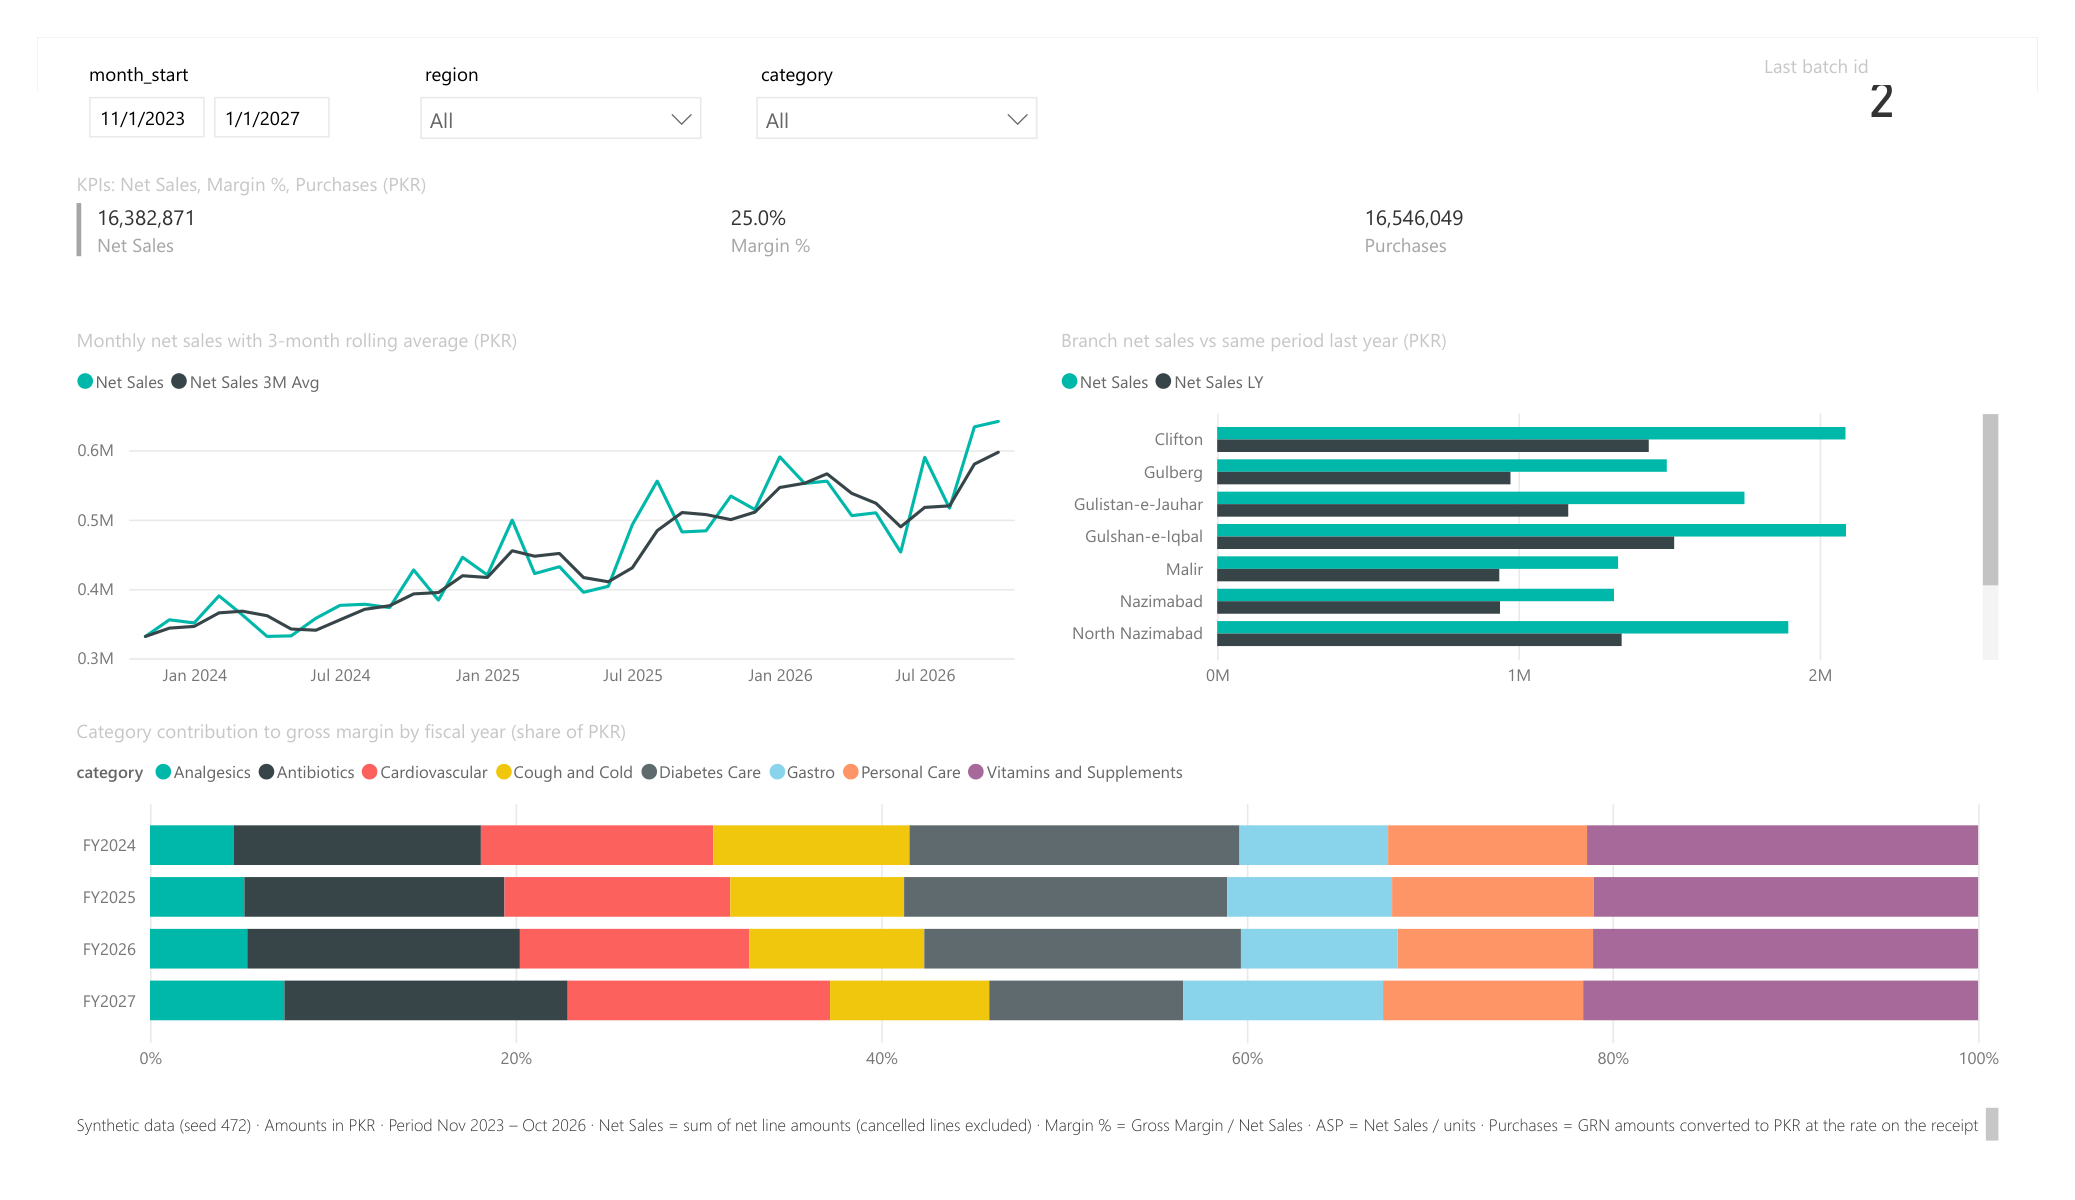 month_start
region
category
Last batch id
11/1/2023
1/1/2027
All
All
2
KPIs: Net Sales, Margin %, Purchases (PKR)
16,382,871
Net Sales
25.0%
Margin %
16,546,049
Purchases
Monthly net sales with 3-month rolling average (PKR)
Net Sales
Net Sales 3M Avg
0.6M
0.5M
0.4M
0.3M
Jan 2024
Jul 2024
Jan 2025
Jul 2025
Jan 2026
Jul 2026
Branch net sales vs same period last year (PKR)
Net Sales
Net Sales LY
Clifton
Gulberg
Gulistan-e-Jauhar
Gulshan-e-Iqbal
Malir
Nazimabad
North Nazimabad
0M
1M
2M
Category contribution to gross margin by fiscal year (share of PKR)
category
Analgesics
Antibiotics
Cardiovascular
Cough and Cold
Diabetes Care
Gastro
Personal Care
Vitamins and Supplements
FY2024
FY2025
FY2026
FY2027
0%
20%
40%
60%
80%
100%
Synthetic data (seed 472) · Amounts in PKR · Period Nov 2023 – Oct 2026 · Net Sales = sum of net line amounts (cancelled lines excluded) · Margin % = Gross Margin / Net Sales · ASP = Net Sales / units · Purchases = GRN amounts converted to PKR at the rate on the receipt